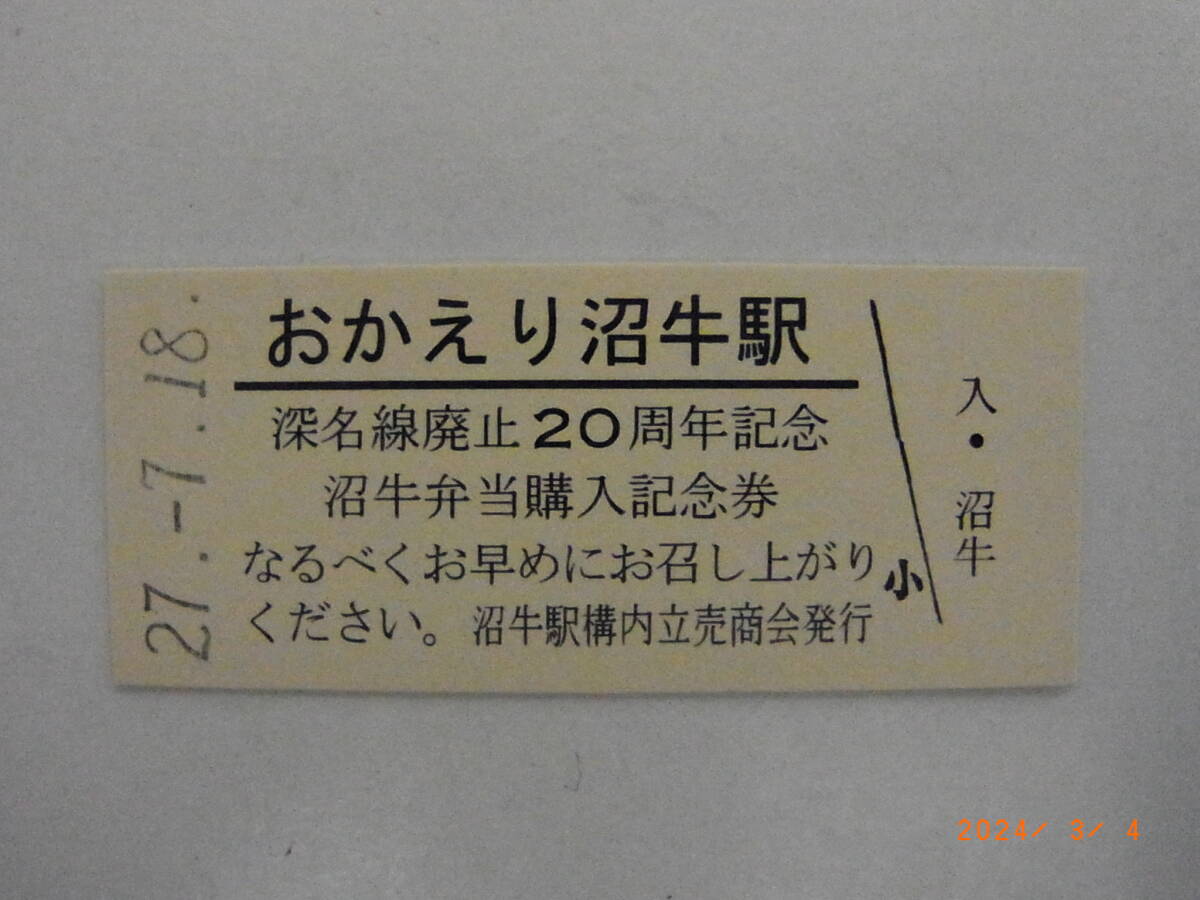 27.-7.18.
おかえり沼牛駅
深名線廃止20周年記念
沼牛弁当購入記念券
なるべくお早めにお召し上がり
ください。 沼牛駅構内立売商会発行
小
入・沼牛
2024/ 3/ 4